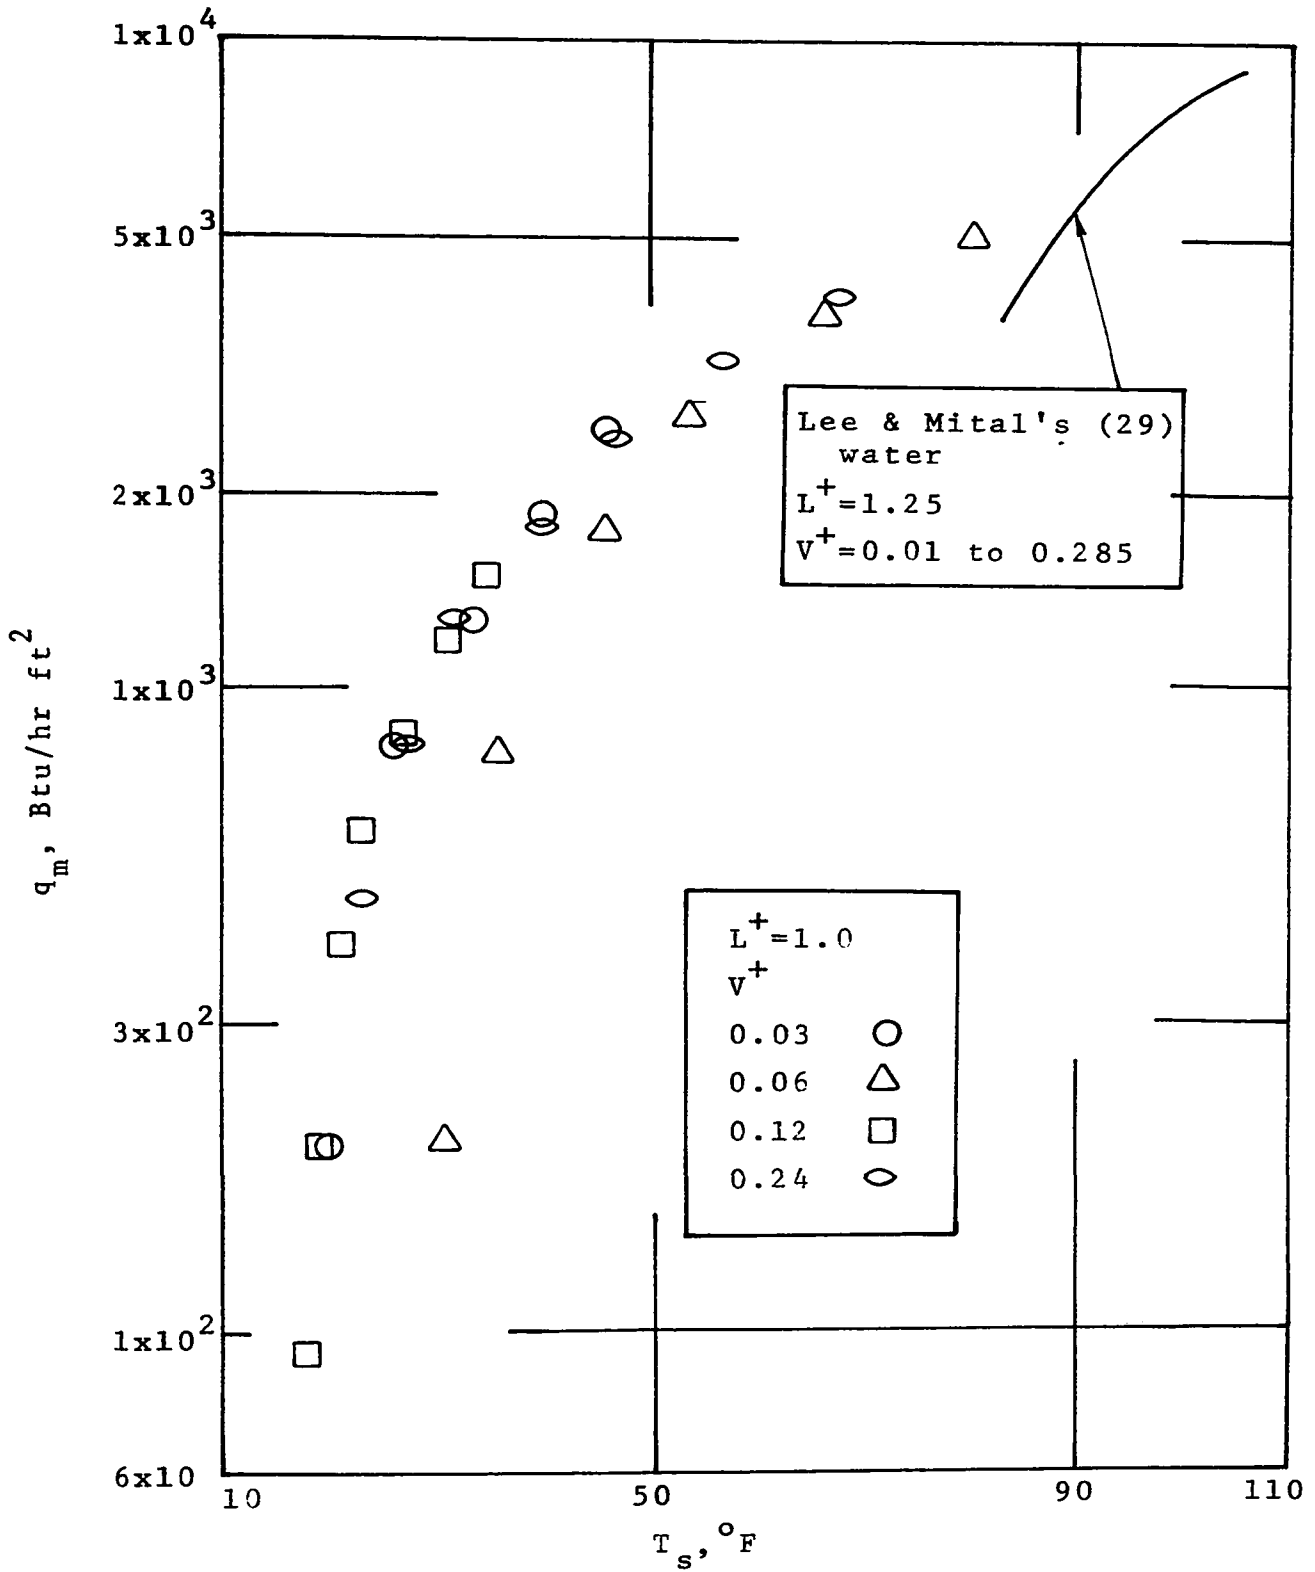 1x10^4
5x10^3
2x10^3
1x10^3
3x10^2
1x10^2
6x10
q_m, Btu/hr ft^2
Lee & Mital's (29)
water
L^+=1.25
V^+=0.01 to 0.285
L^+=1.0
V^+
0.03
0.06
0.12
0.24
10
50
90
110
T_s, °F